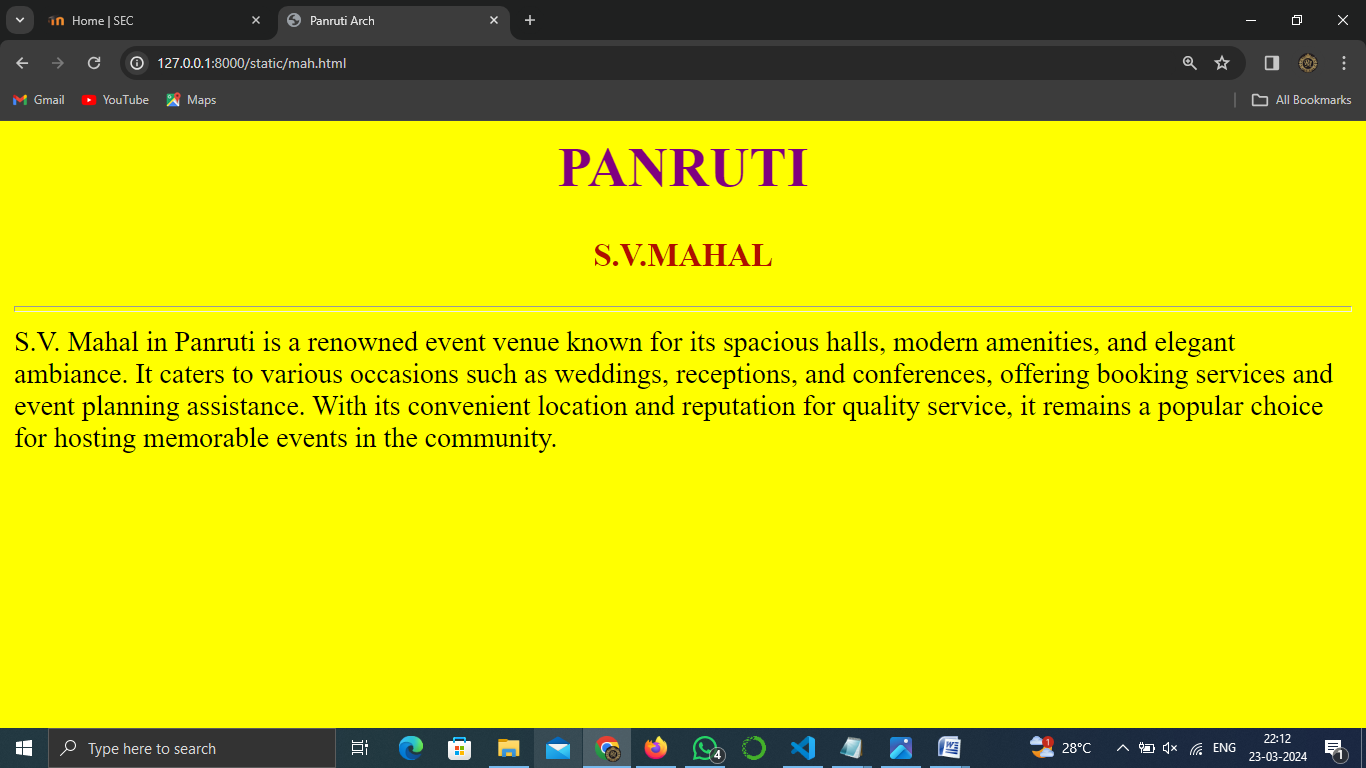 Home | SEC
Panruti Arch
127.0.0.1:8000/static/mah.html
Gmail
YouTube
Maps
All Bookmarks
PANRUTI
S.V.MAHAL
S.V. Mahal in Panruti is a renowned event venue known for its spacious halls, modern amenities, and elegant
ambiance. It caters to various occasions such as weddings, receptions, and conferences, offering booking services and
event planning assistance. With its convenient location and reputation for quality service, it remains a popular choice
for hosting memorable events in the community.
Type here to search
4
1
28°C
ENG
22:12
23-03-2024
1